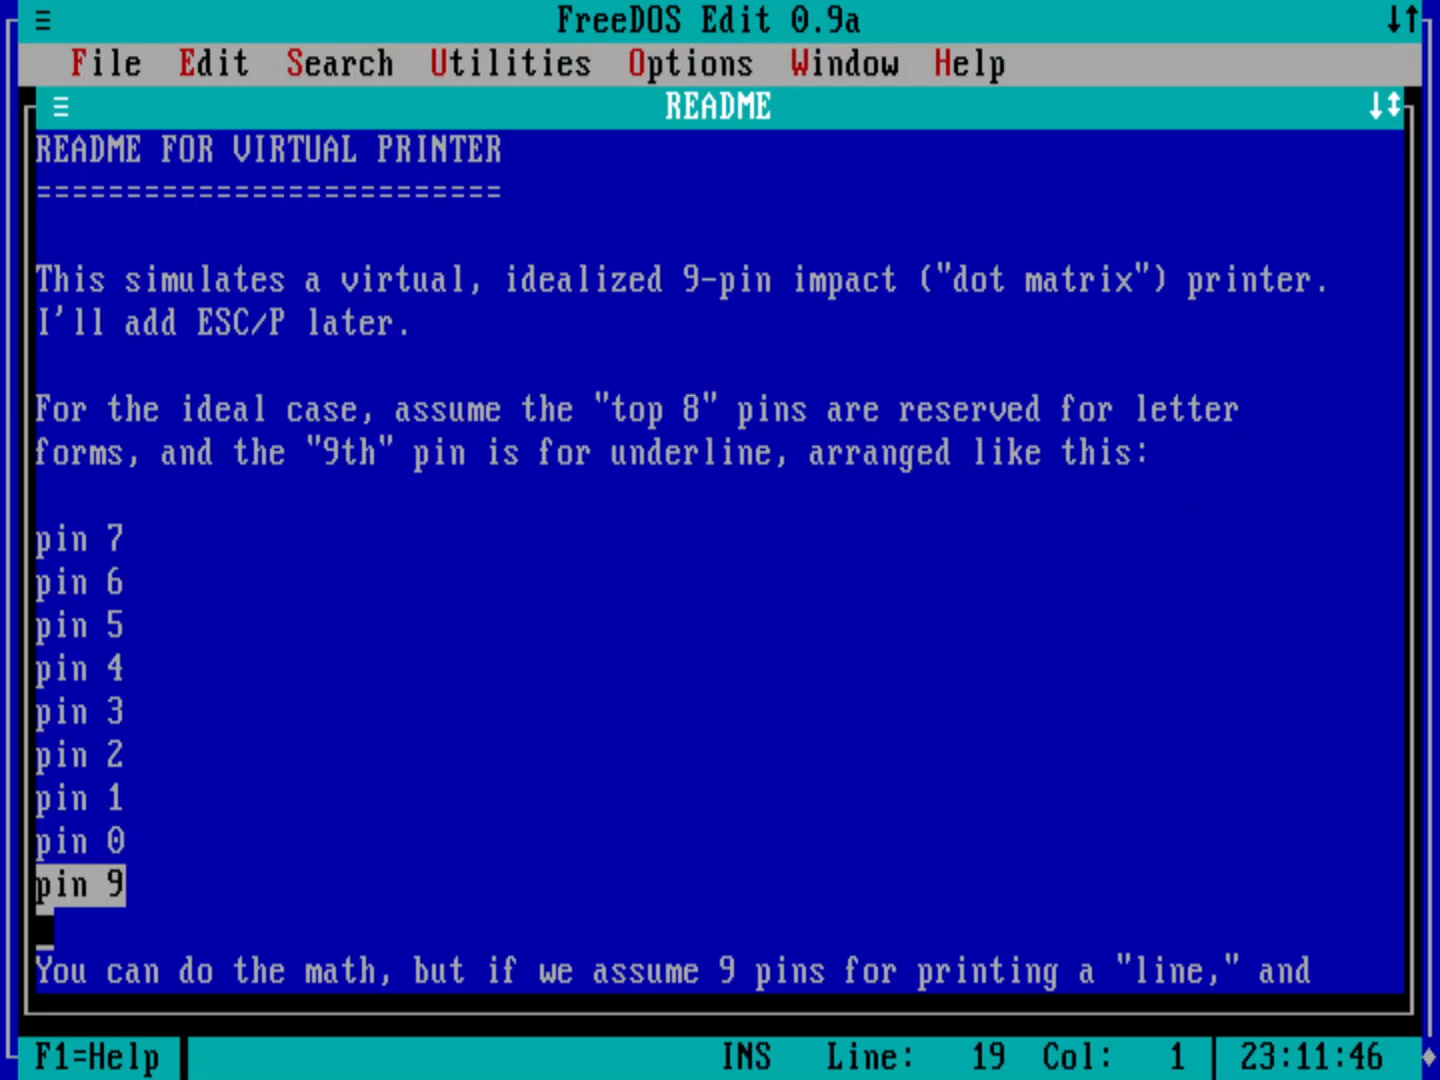 ≡ FreeDOS Edit 0.9a ↓↑
File Edit Search Utilities Options Window Help
≡ README ↓↕
README FOR VIRTUAL PRINTER
==========================
This simulates a virtual, idealized 9-pin impact ("dot matrix") printer.
I'll add ESC/P later.
For the ideal case, assume the "top 8" pins are reserved for letter
forms, and the "9th" pin is for underline, arranged like this:
pin 7
pin 6
pin 5
pin 4
pin 3
pin 2
pin 1
pin 0
pin 9
You can do the math, but if we assume 9 pins for printing a "line," and
F1=Help INS Line: 19 Col: 1 23:11:46